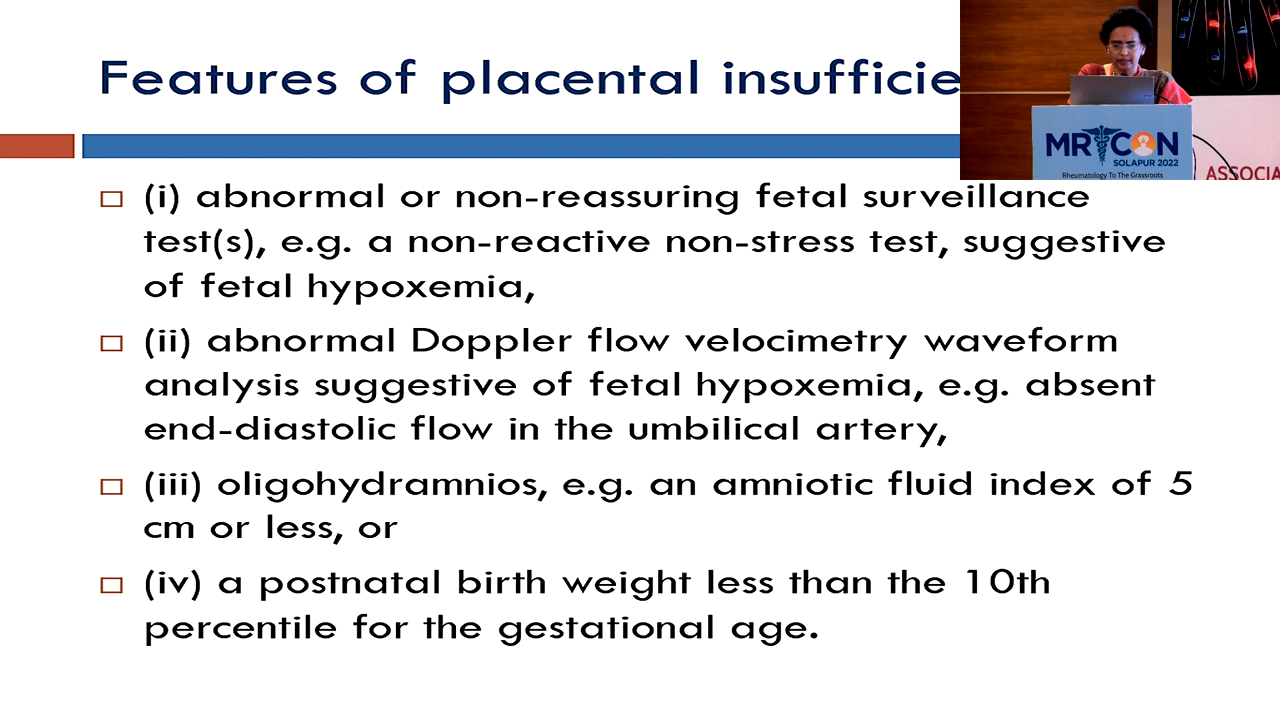 Features of placental insufficie
(i) abnormal or non-reassuring fetal surveillance
test(s), e.g. a non-reactive non-stress test, suggestive
of fetal hypoxemia,
(ii) abnormal Doppler flow velocimetry waveform
analysis suggestive of fetal hypoxemia, e.g. absent
end-diastolic flow in the umbilical artery,
(iii) oligohydramnios, e.g. an amniotic fluid index of 5
cm or less, or
(iv) a postnatal birth weight less than the 10th
percentile for the gestational age.
MRCON
SOLAPUR 2022
Rheumatology To The Grassroots
ASSOCIA